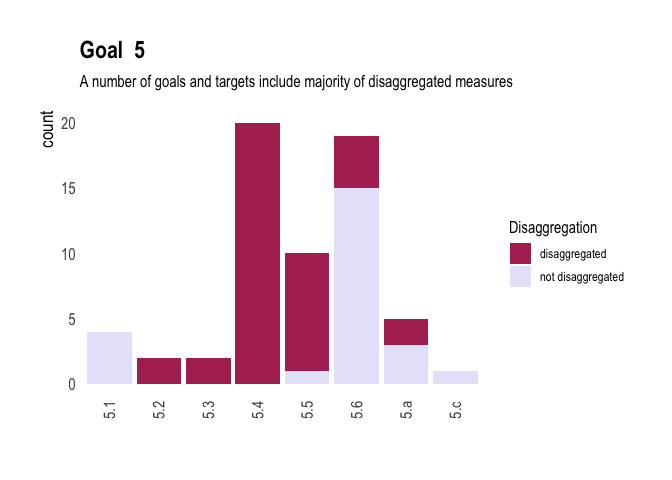 Goal  5
A number of goals and targets include majority of disaggregated measures
count
20
15
10
5
0
5.1
5.2
5.3
5.4
5.5
5.6
5.a
5.c
Disaggregation
disaggregated
not disaggregated